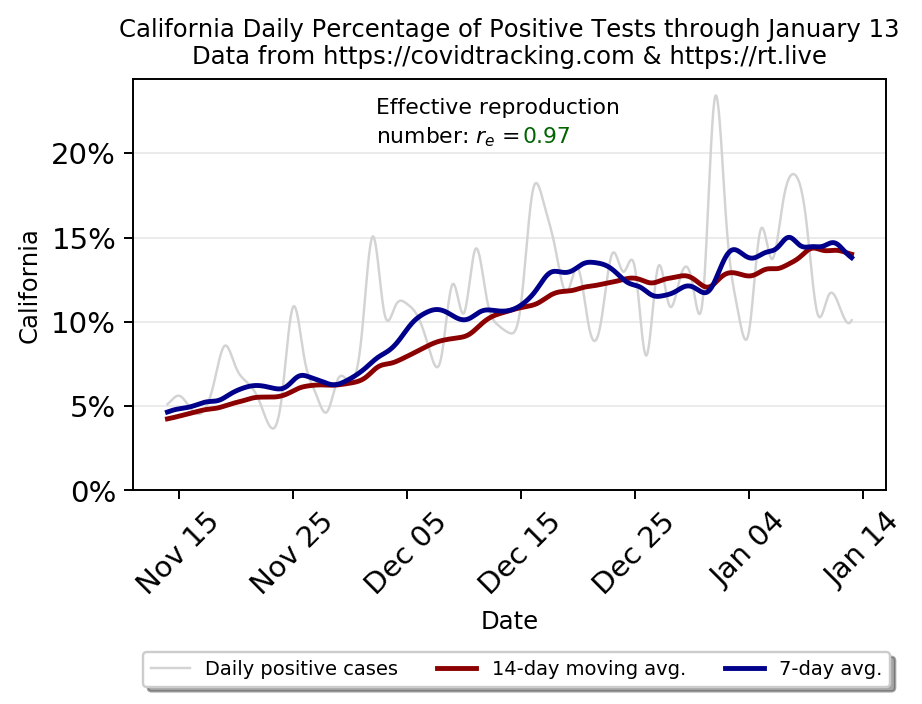 California Daily Percentage of Positive Tests through January 13
Data from https://covidtracking.com & https://rt.live
Effective reproduction
number: rₑ =0.97
20%
15%
10%
5%
0%
California
Nov 15
Nov 25
Dec 05
Dec 15
Dec 25
Jan 04
Jan 14
Date
Daily positive cases
14-day moving avg.
7-day avg.